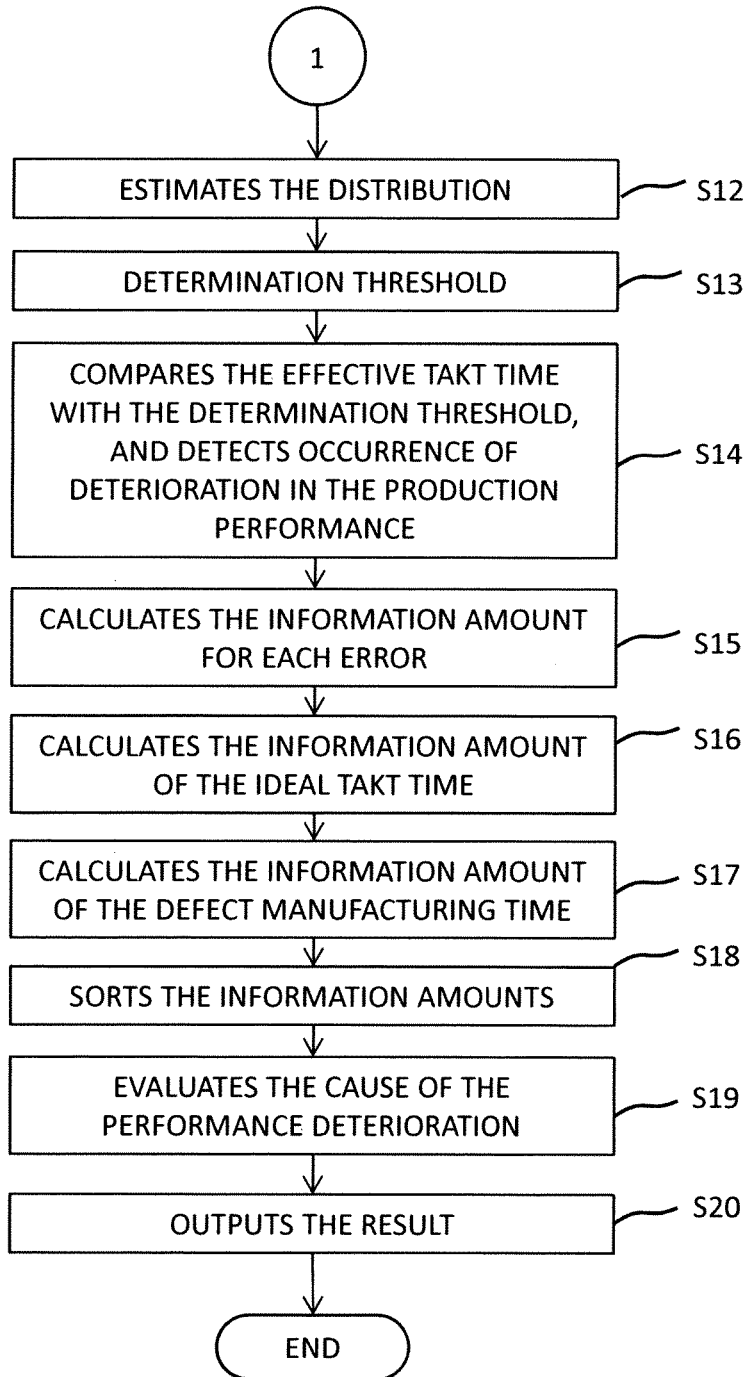 1
ESTIMATES THE DISTRIBUTION
S12
DETERMINATION THRESHOLD
S13
COMPARES THE EFFECTIVE TAKT TIME
WITH THE DETERMINATION THRESHOLD,
AND DETECTS OCCURRENCE OF
DETERIORATION IN THE PRODUCTION
PERFORMANCE
S14
CALCULATES THE INFORMATION AMOUNT
FOR EACH ERROR
S15
CALCULATES THE INFORMATION AMOUNT
OF THE IDEAL TAKT TIME
S16
CALCULATES THE INFORMATION AMOUNT
OF THE DEFECT MANUFACTURING TIME
S17
SORTS THE INFORMATION AMOUNTS
S18
EVALUATES THE CAUSE OF THE
PERFORMANCE DETERIORATION
S19
OUTPUTS THE RESULT
S20
END